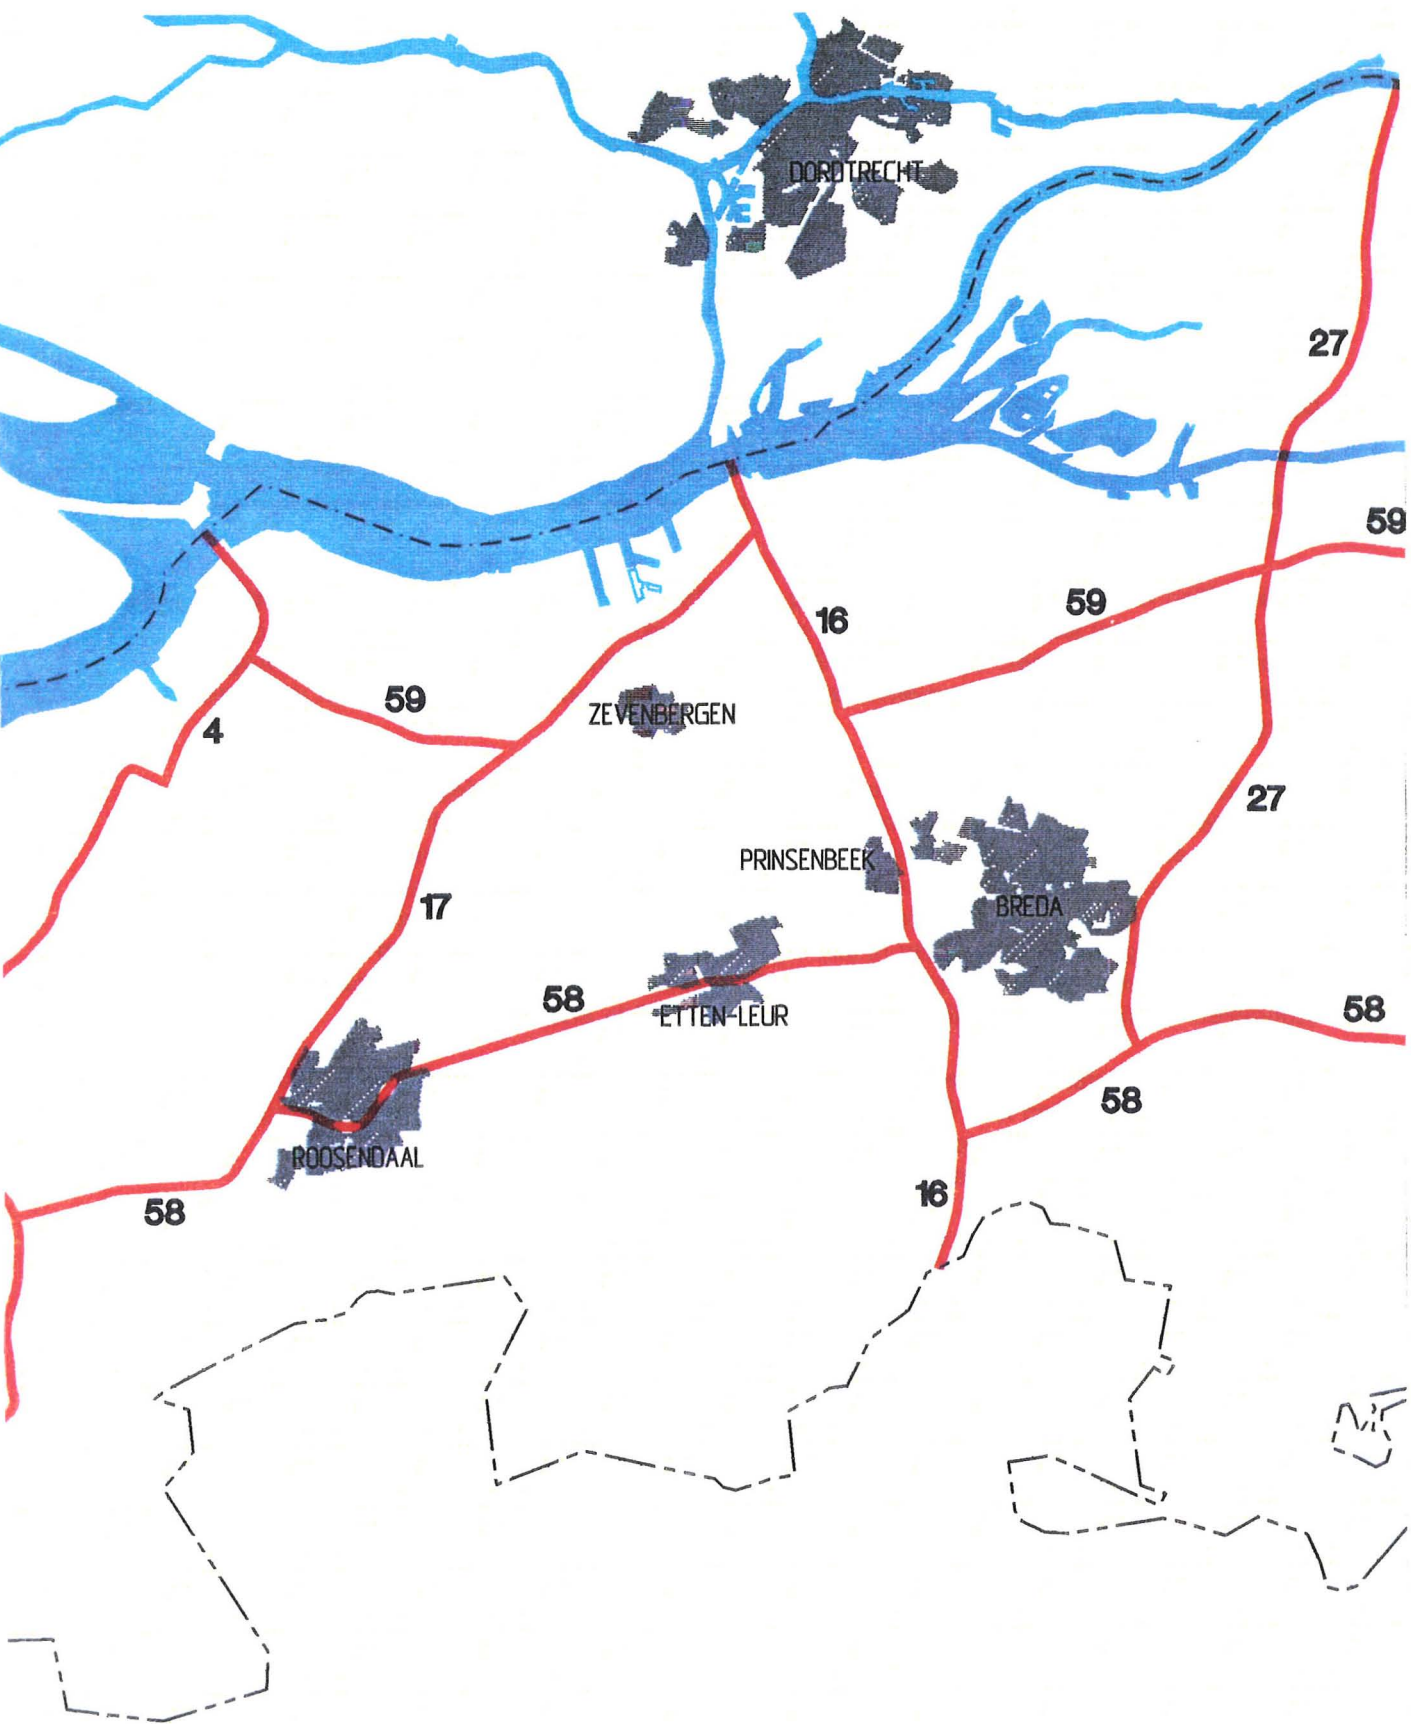 DORDTRECHT
27
59
59
16
59
4
ZEVENBERGEN
27
PRINSENBEEK
17
BREDA
58
ETTEN-LEUR
58
58
ROOSENDAAL
16
58